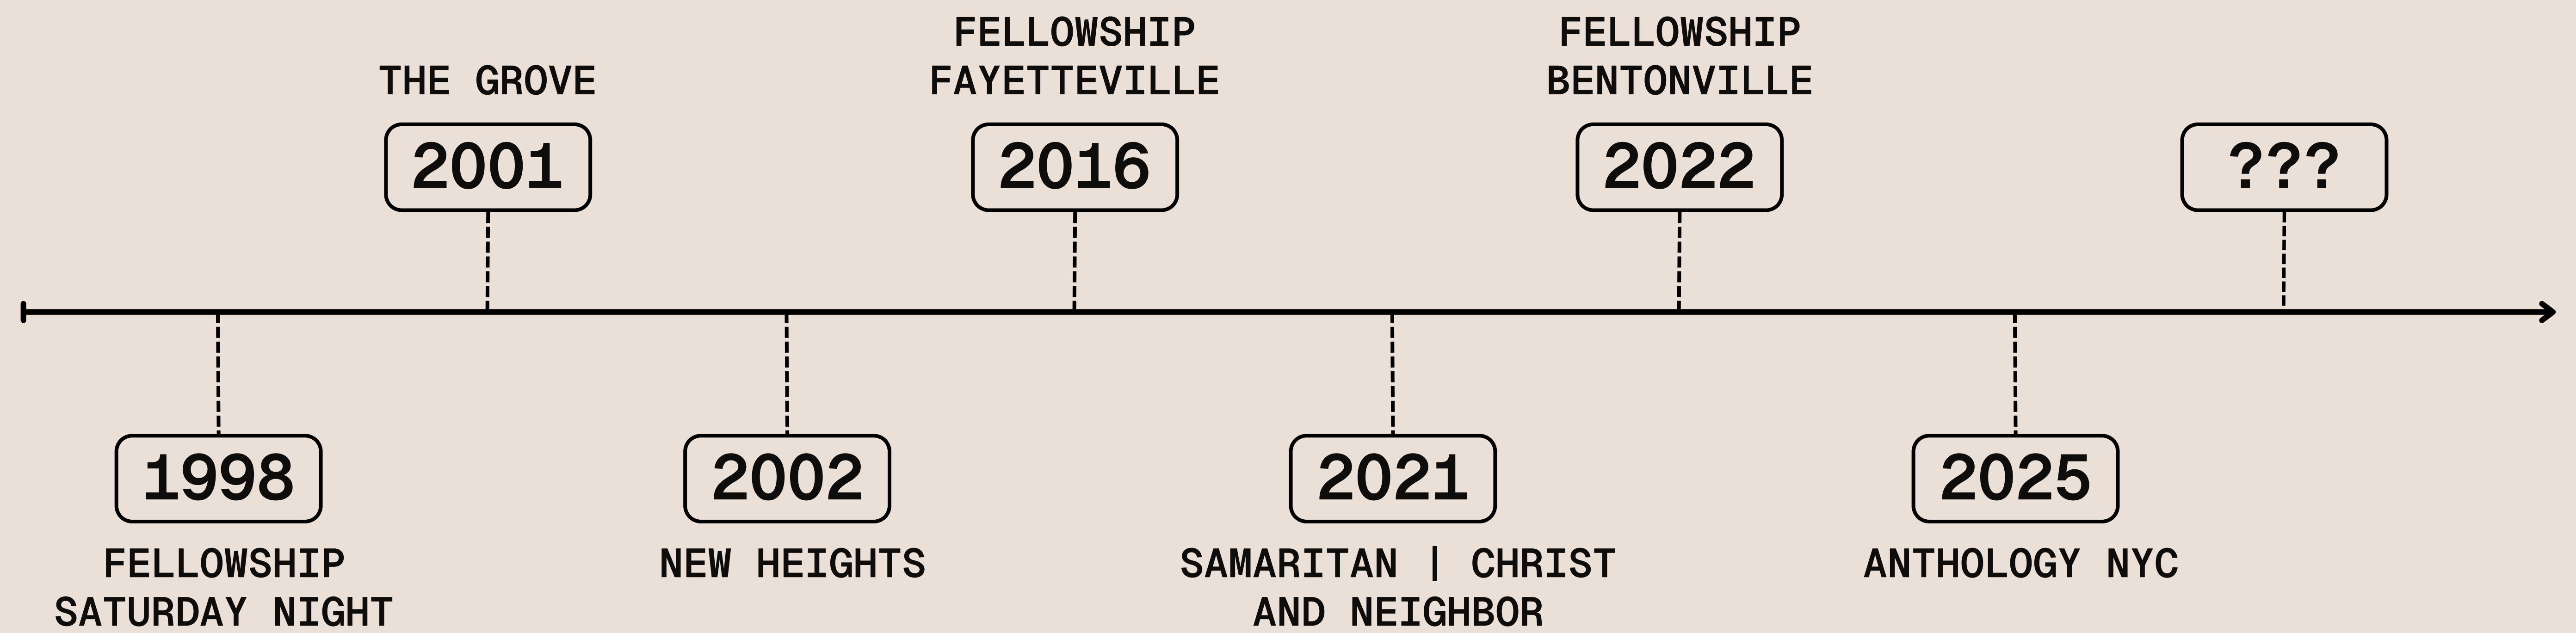 FELLOWSHIP
SATURDAY NIGHT
1998
THE GROVE
2001
2002
NEW HEIGHTS
FELLOWSHIP
FAYETTEVILLE
2016
2021
SAMARITAN | CHRIST
AND NEIGHBOR
FELLOWSHIP
BENTONVILLE
2022
2025
ANTHOLOGY NYC
???